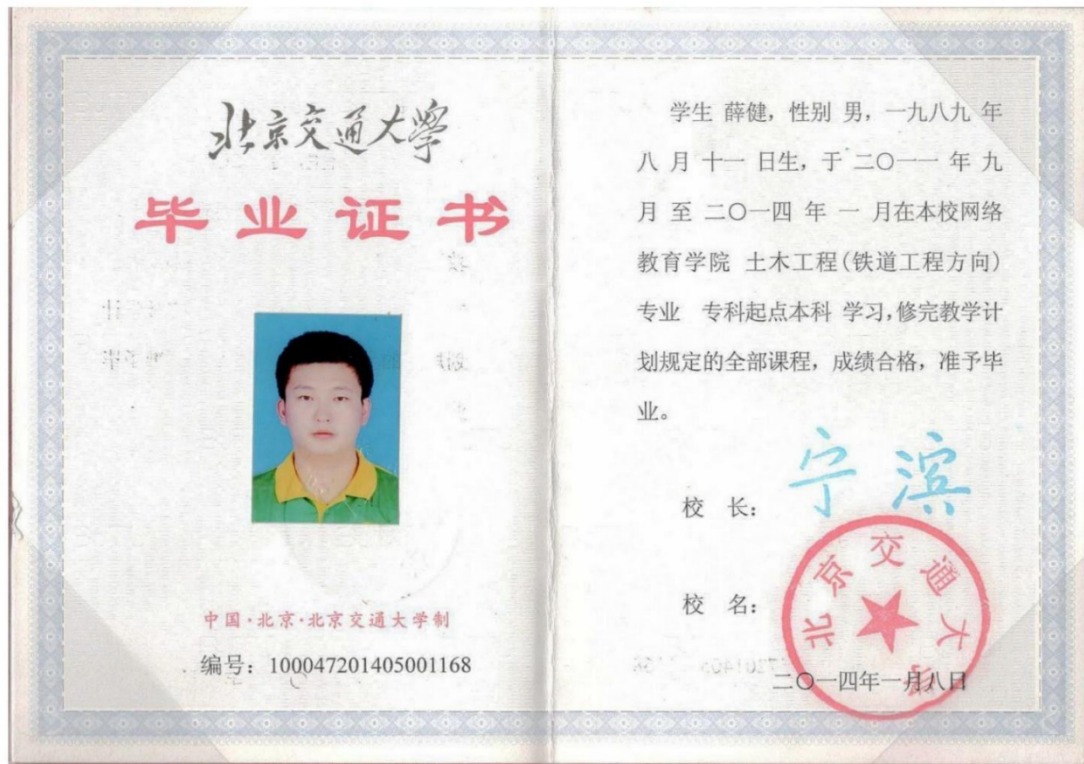 北京交通大學
毕业证书
中国·北京·北京交通大学制
编号：100047201405001168
学生 薛健，性别 男，一九八九 年
八 月 十一 日生，于 二〇一一 年 九
月 至 二〇一四 年 一 月在本校网络
教育学院 土木工程(铁道工程方向)
专业 专科起点本科 学习，修完教学计
划规定的全部课程，成绩合格，准予毕
业。
校 长：宁滨
校 名：
北京交通大学
二〇一四年一月八日